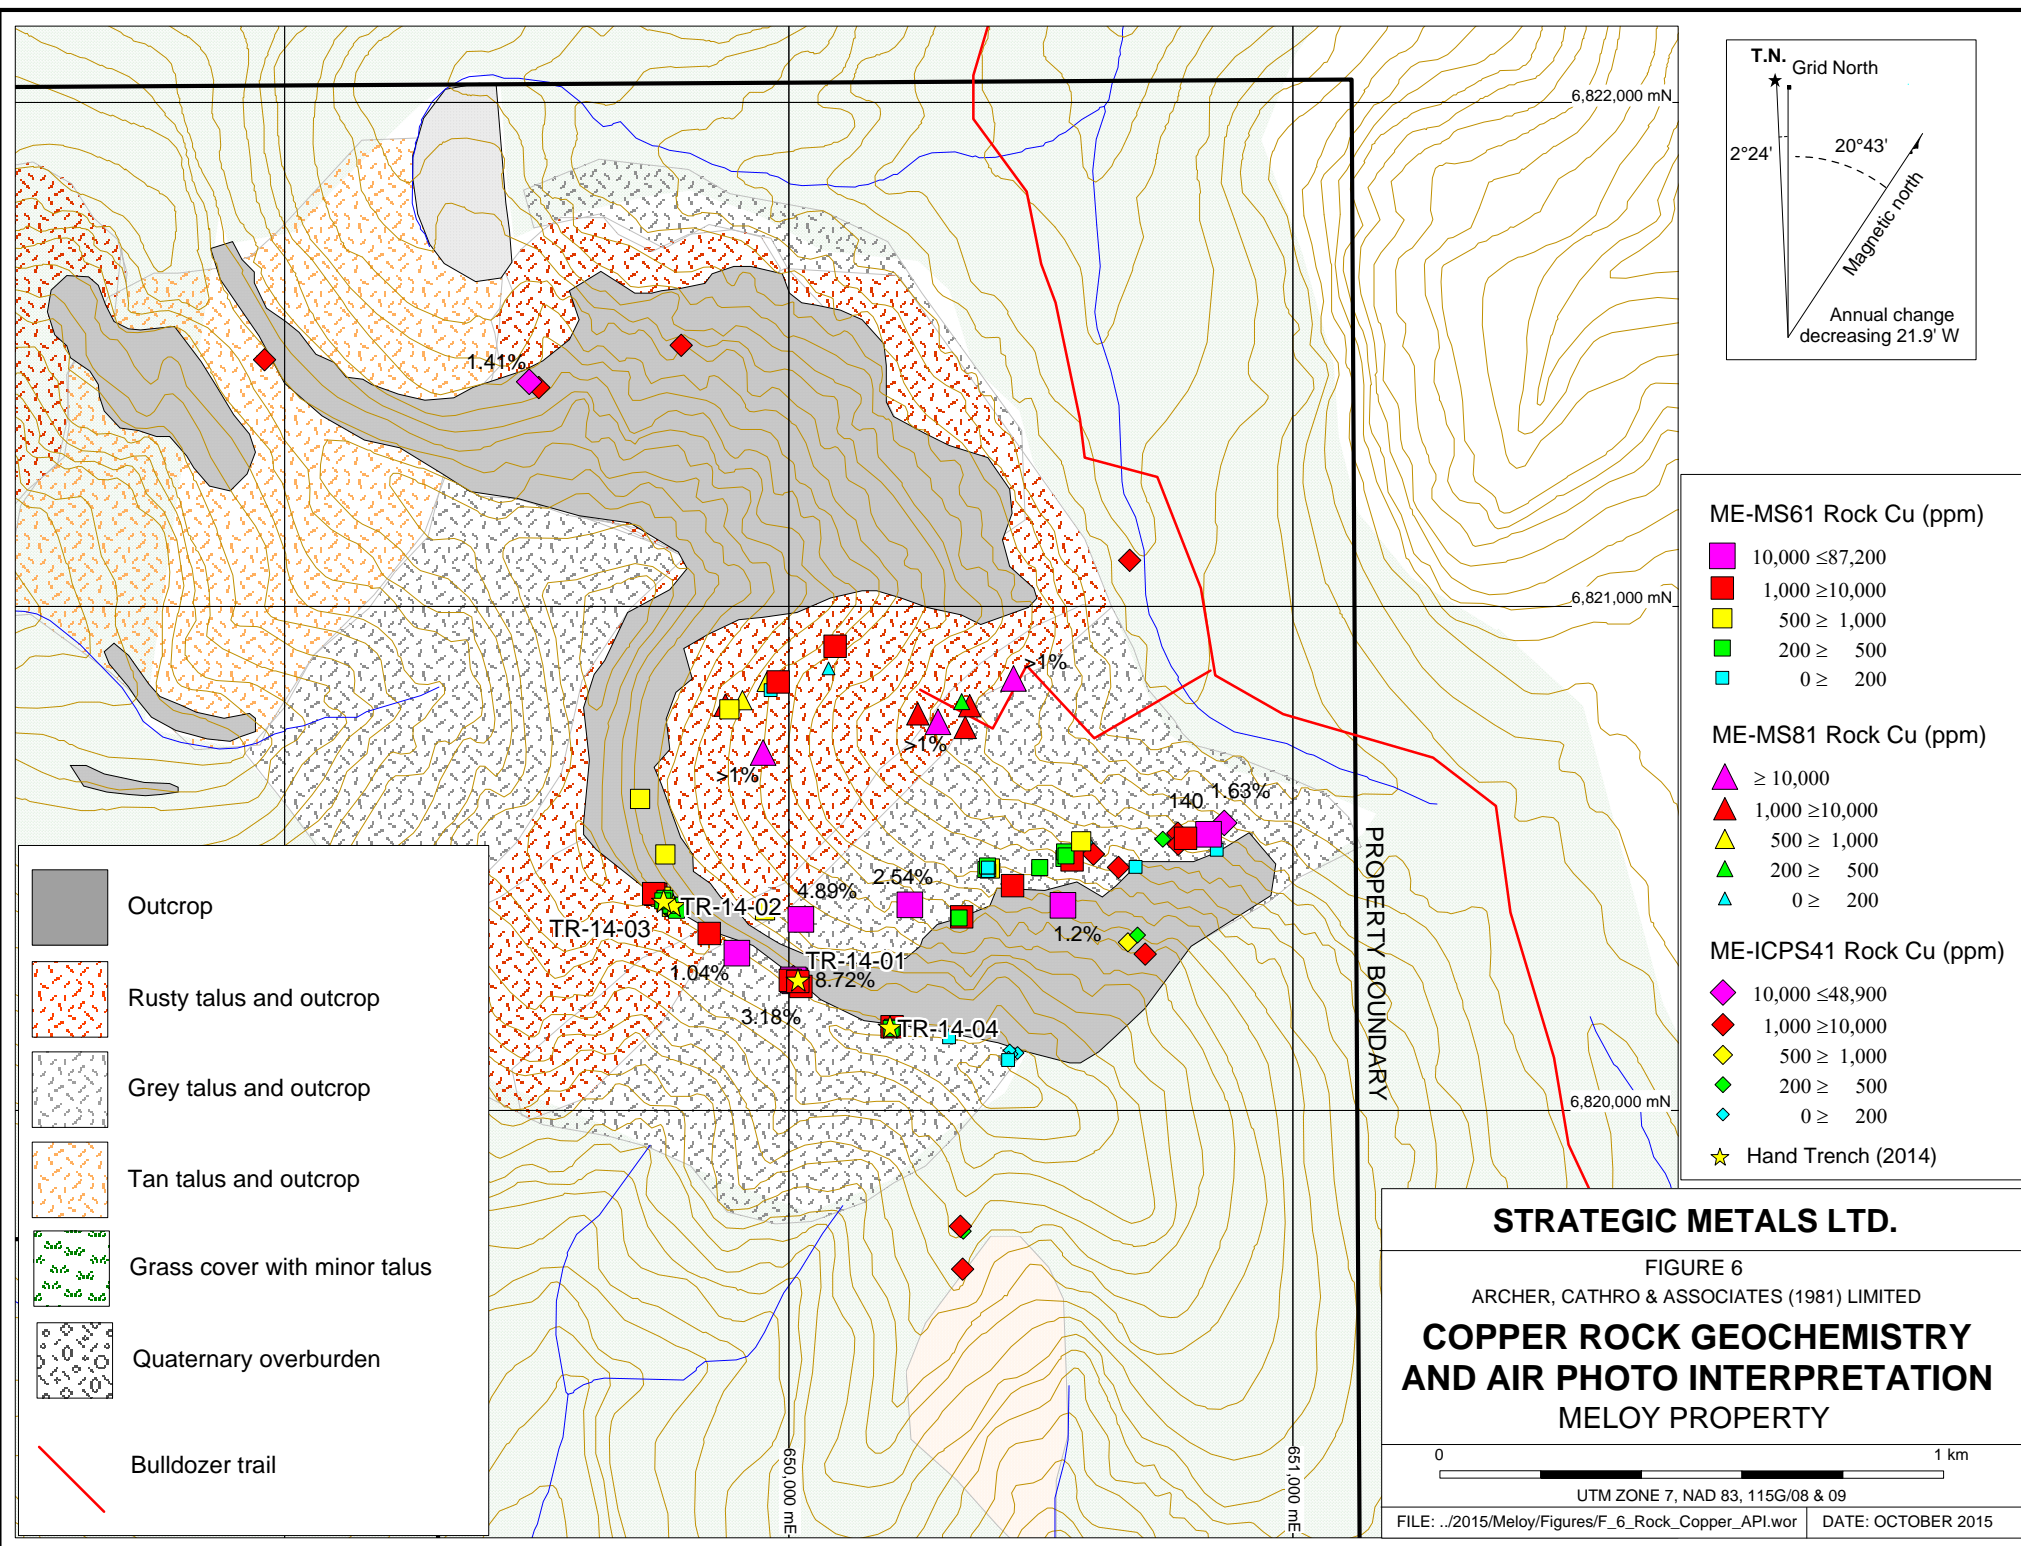 T.N.
Grid North
2°24'
20°43'
Magnetic north
Annual change
decreasing 21.9' W
6,822,000 mN
6,821,000 mN
6,820,000 mN
650,000 mE
651,000 mE
PROPERTY BOUNDARY
1.41%
>1%
>1%
>1%
140
1.63%
2.54%
4.89%
1.2%
TR-14-02
TR-14-03
1.04%
TR-14-01
8.72%
3.18%
TR-14-04
Outcrop
Rusty talus and outcrop
Grey talus and outcrop
Tan talus and outcrop
Grass cover with minor talus
Quaternary overburden
Bulldozer trail
ME-MS61 Rock Cu (ppm)
10,000 ≤87,200
1,000 ≥10,000
500 ≥ 1,000
200 ≥ 500
0 ≥ 200
ME-MS81 Rock Cu (ppm)
≥ 10,000
1,000 ≥10,000
500 ≥ 1,000
200 ≥ 500
0 ≥ 200
ME-ICPS41 Rock Cu (ppm)
10,000 ≤48,900
1,000 ≥10,000
500 ≥ 1,000
200 ≥ 500
0 ≥ 200
Hand Trench (2014)
STRATEGIC METALS LTD.
FIGURE 6
ARCHER, CATHRO & ASSOCIATES (1981) LIMITED
COPPER ROCK GEOCHEMISTRY
AND AIR PHOTO INTERPRETATION
MELOY PROPERTY
0 1 km
UTM ZONE 7, NAD 83, 115G/08 & 09
FILE: ../2015/Meloy/Figures/F_6_Rock_Copper_API.wor DATE: OCTOBER 2015